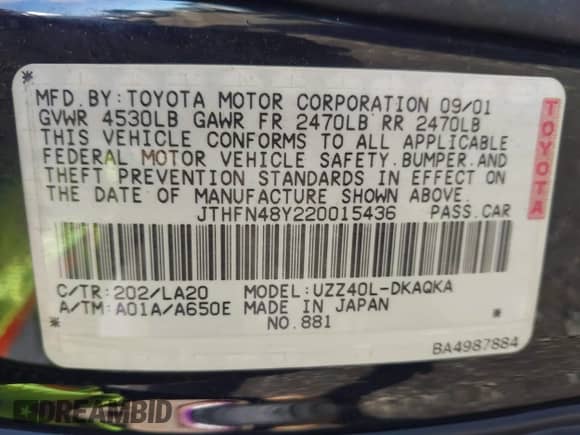 MFD.BY:TOYOTA MOTOR CORPORATION 09/01
GVWR 4530LB GAWR FR 2470LB RR 2470LB
THIS VEHICLE CONFORMS TO ALL APPLICABLE
FEDERAL MOTOR VEHICLE SAFETY.BUMPER.AND
THEFT PREVENTION STANDARDS IN EFFECT ON
THE DATE OF MANUFACTURE SHOWN ABOVE.
JTHFN48Y220015436 PASS.CAR
TOYOTA
C/TR:202/LA20 MODEL:UZZ40L-DKAQKA
A/TM:A01A/A650E MADE IN JAPAN
NO.881
BA4987884
DREAMBID